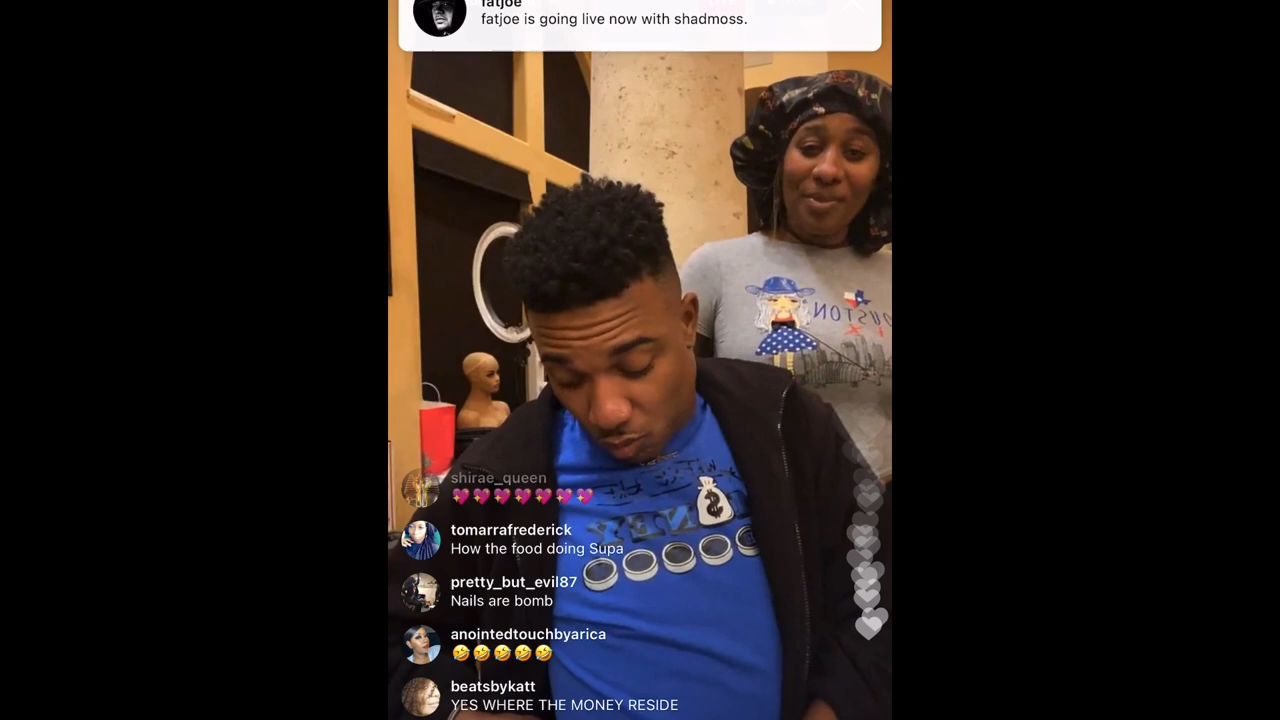 fatjoe
fatjoe is going live now with shadmoss.
shirae_queen
💖💖💖💖💖💖💖
tomarrafrederick
How the food doing Supa
pretty_but_evil87
Nails are bomb
anointedtouchbyarica
🤣🤣🤣🤣🤣
beatsbykatt
YES WHERE THE MONEY RESIDE